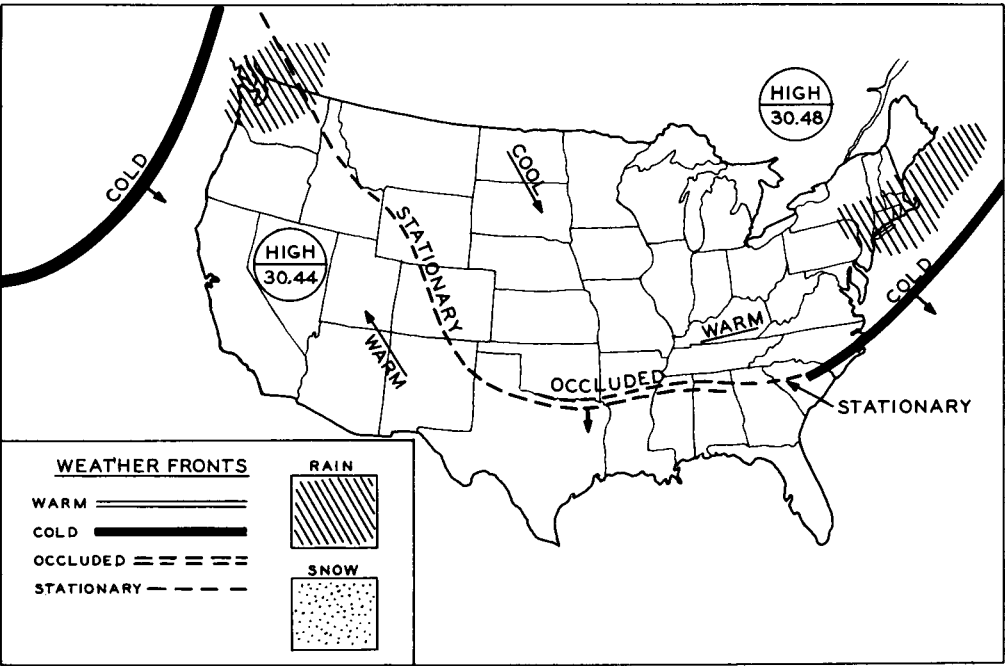 HIGH
30.48
COLD
COOL
STATIONARY
HIGH
30.44
COLD
WARM
WARM
OCCLUDED
STATIONARY
WEATHER FRONTS
WARM
COLD
OCCLUDED
STATIONARY
RAIN
SNOW